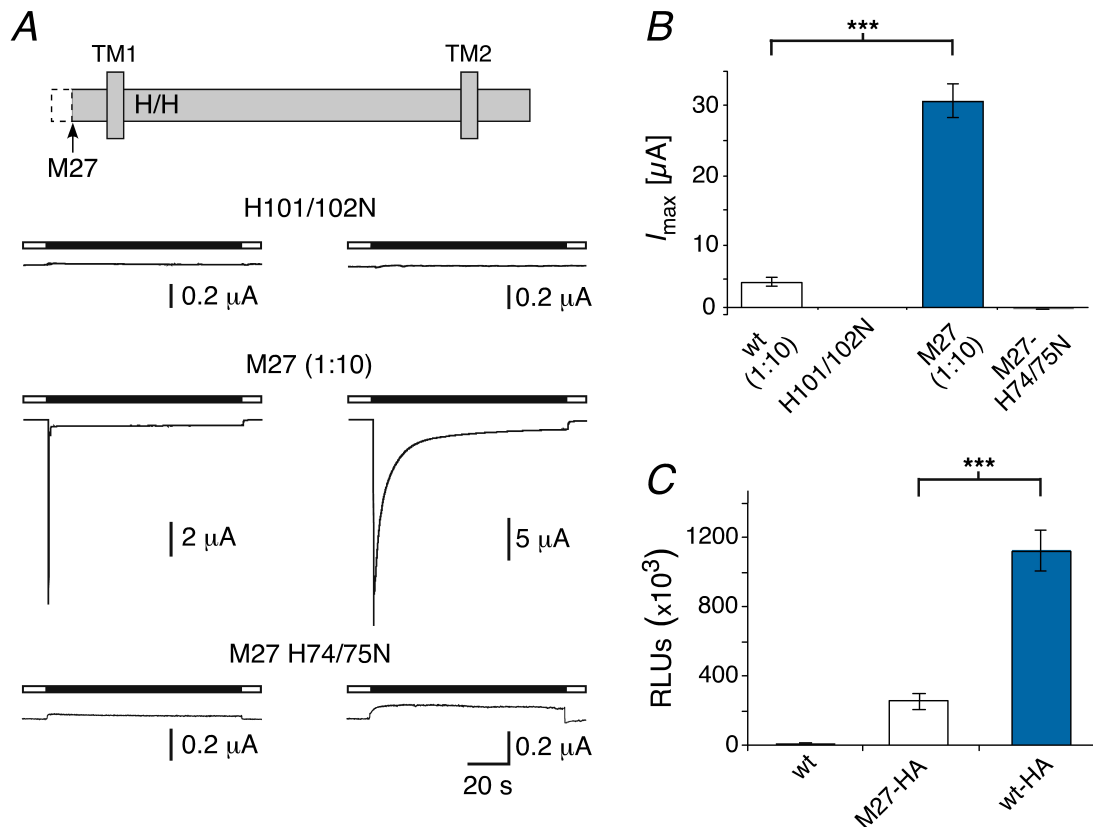 A
TM1
TM2
H/H
M27
H101/102N
0.2 µA
0.2 µA
M27 (1:10)
2 µA
5 µA
M27 H74/75N
0.2 µA
0.2 µA
20 s
B
***
Imax [µA]
30
20
10
0
wt
(1:10)
H101/102N
M27
(1:10)
M27-
H74/75N
C
***
RLUs (x10³)
1200
800
400
0
wt
M27-HA
wt-HA